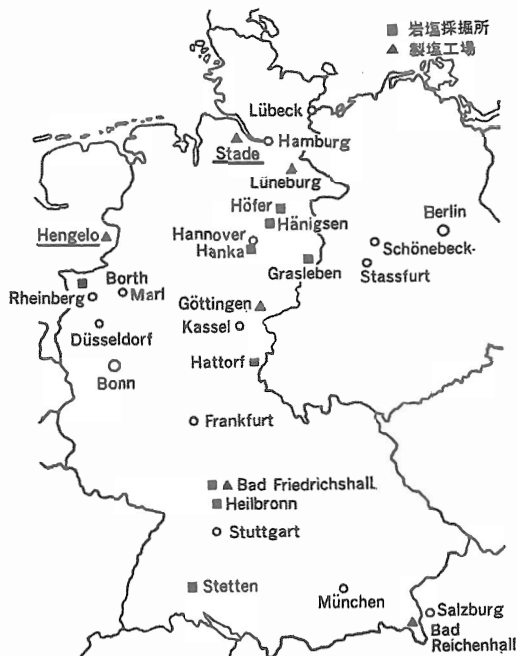 岩塩採掘所
製塩工場
Lübeck
Hamburg
Stade
Lüneburg
Höfer
Hänigsen
Berlin
Hannover
Hanka
Schönebeck-
Hengelo
Grasleben
Stassfurt
Borth
Marl
Rheinberg
Göttingen
Kassel
Düsseldorf
Hattorf
Bonn
Frankfurt
Bad Friedrichshall
Heilbronn
Stuttgart
Stetten
München
Salzburg
Bad
Reichenhall